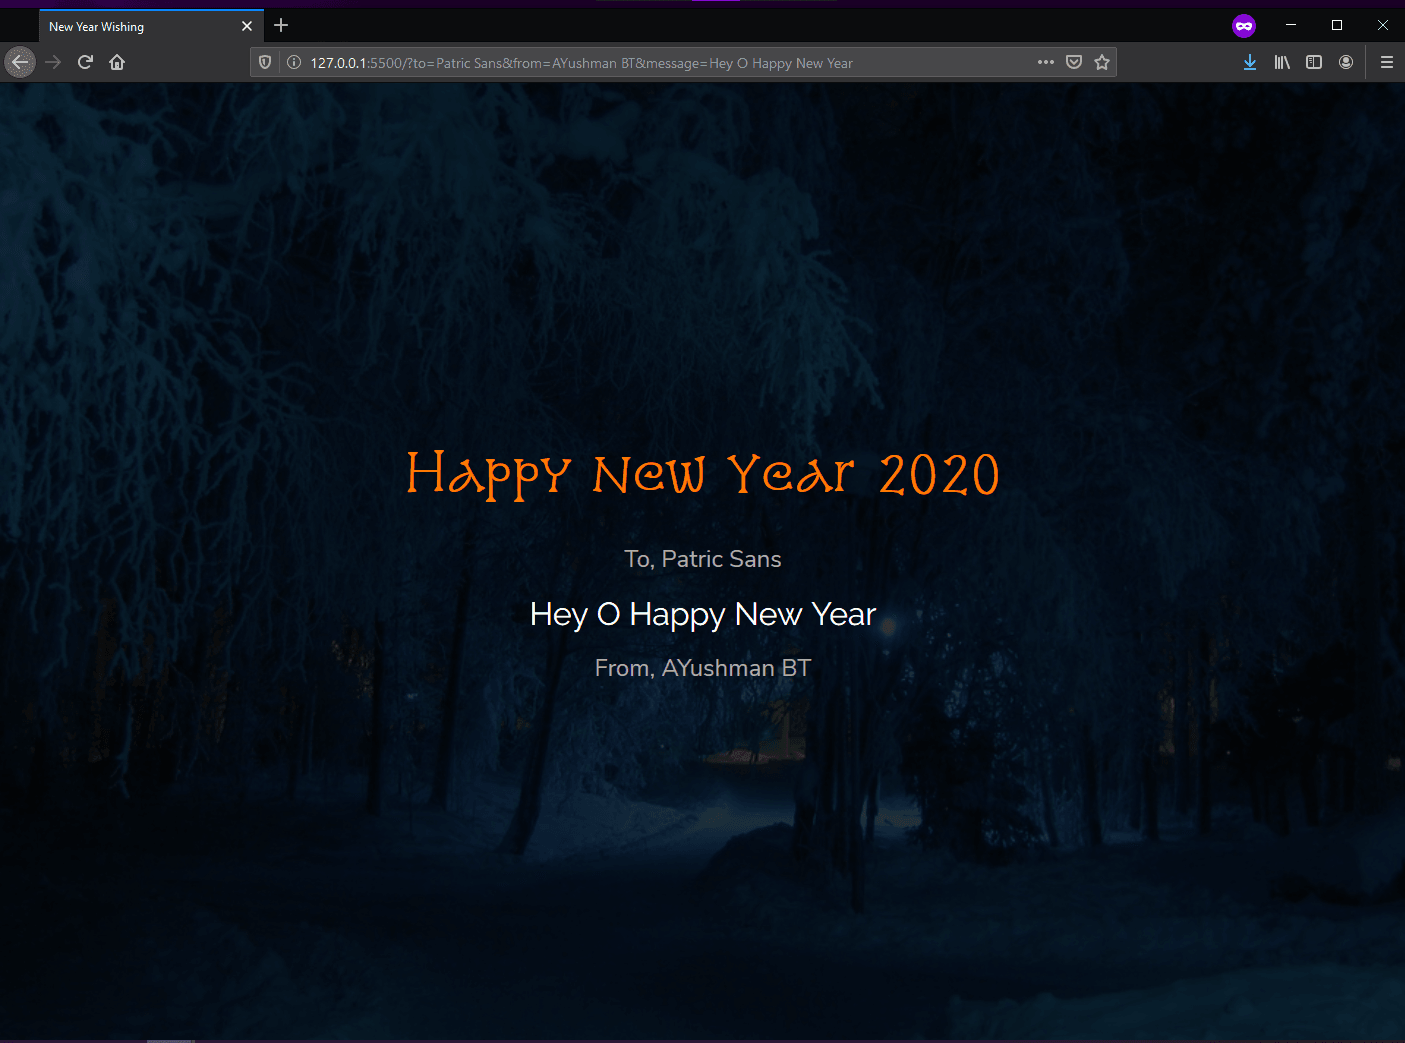 New Year Wishing
127.0.0.1:5500/?to=Patric Sans&from=AYushman BT&message=Hey O Happy New Year
Happy New Year 2020
To, Patric Sans
Hey O Happy New Year
From, AYushman BT